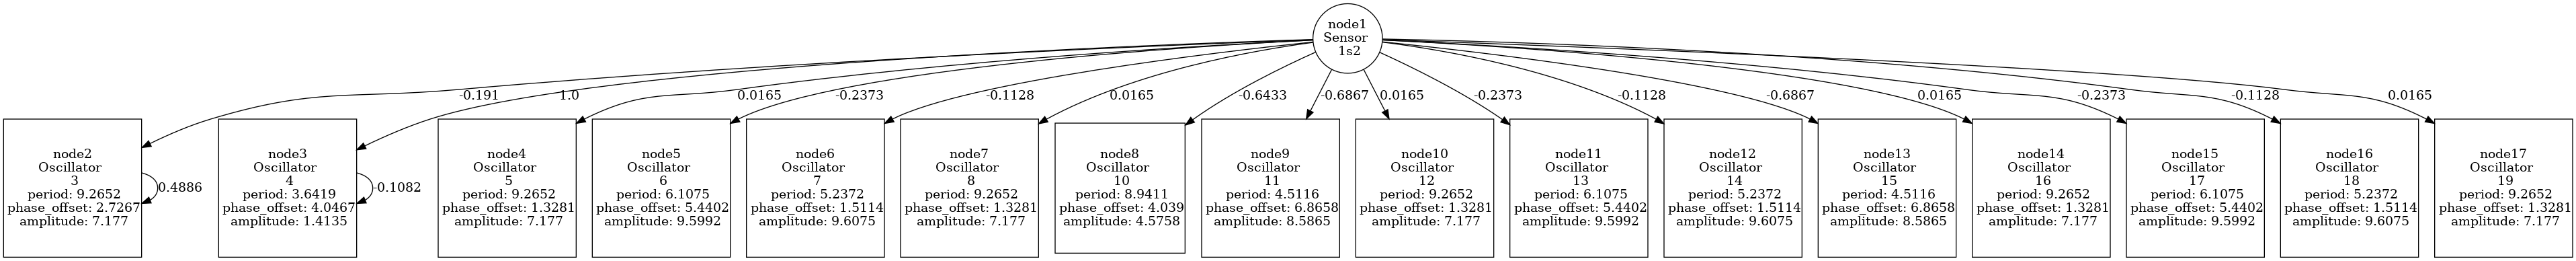 node1
Sensor
1s2
-0.191
1.0
0.0165
-0.2373
-0.1128
0.0165
-0.6433
-0.6867
0.0165
-0.2373
-0.1128
-0.6867
0.0165
-0.2373
-0.1128
0.0165
node2
Oscillator
3
period: 9.2652
phase_offset: 2.7267
amplitude: 7.177
0.4886
node3
Oscillator
4
period: 3.6419
phase_offset: 4.0467
amplitude: 1.4135
-0.1082
node4
Oscillator
5
period: 9.2652
phase_offset: 1.3281
amplitude: 7.177
node5
Oscillator
6
period: 6.1075
phase_offset: 5.4402
amplitude: 9.5992
node6
Oscillator
7
period: 5.2372
phase_offset: 1.5114
amplitude: 9.6075
node7
Oscillator
8
period: 9.2652
phase_offset: 1.3281
amplitude: 7.177
node8
Oscillator
10
period: 8.9411
phase_offset: 4.039
amplitude: 4.5758
node9
Oscillator
11
period: 4.5116
phase_offset: 6.8658
amplitude: 8.5865
node10
Oscillator
12
period: 9.2652
phase_offset: 1.3281
amplitude: 7.177
node11
Oscillator
13
period: 6.1075
phase_offset: 5.4402
amplitude: 9.5992
node12
Oscillator
14
period: 5.2372
phase_offset: 1.5114
amplitude: 9.6075
node13
Oscillator
15
period: 4.5116
phase_offset: 6.8658
amplitude: 8.5865
node14
Oscillator
16
period: 9.2652
phase_offset: 1.3281
amplitude: 7.177
node15
Oscillator
17
period: 6.1075
phase_offset: 5.4402
amplitude: 9.5992
node16
Oscillator
18
period: 5.2372
phase_offset: 1.5114
amplitude: 9.6075
node17
Oscillator
19
period: 9.2652
phase_offset: 1.3281
amplitude: 7.177